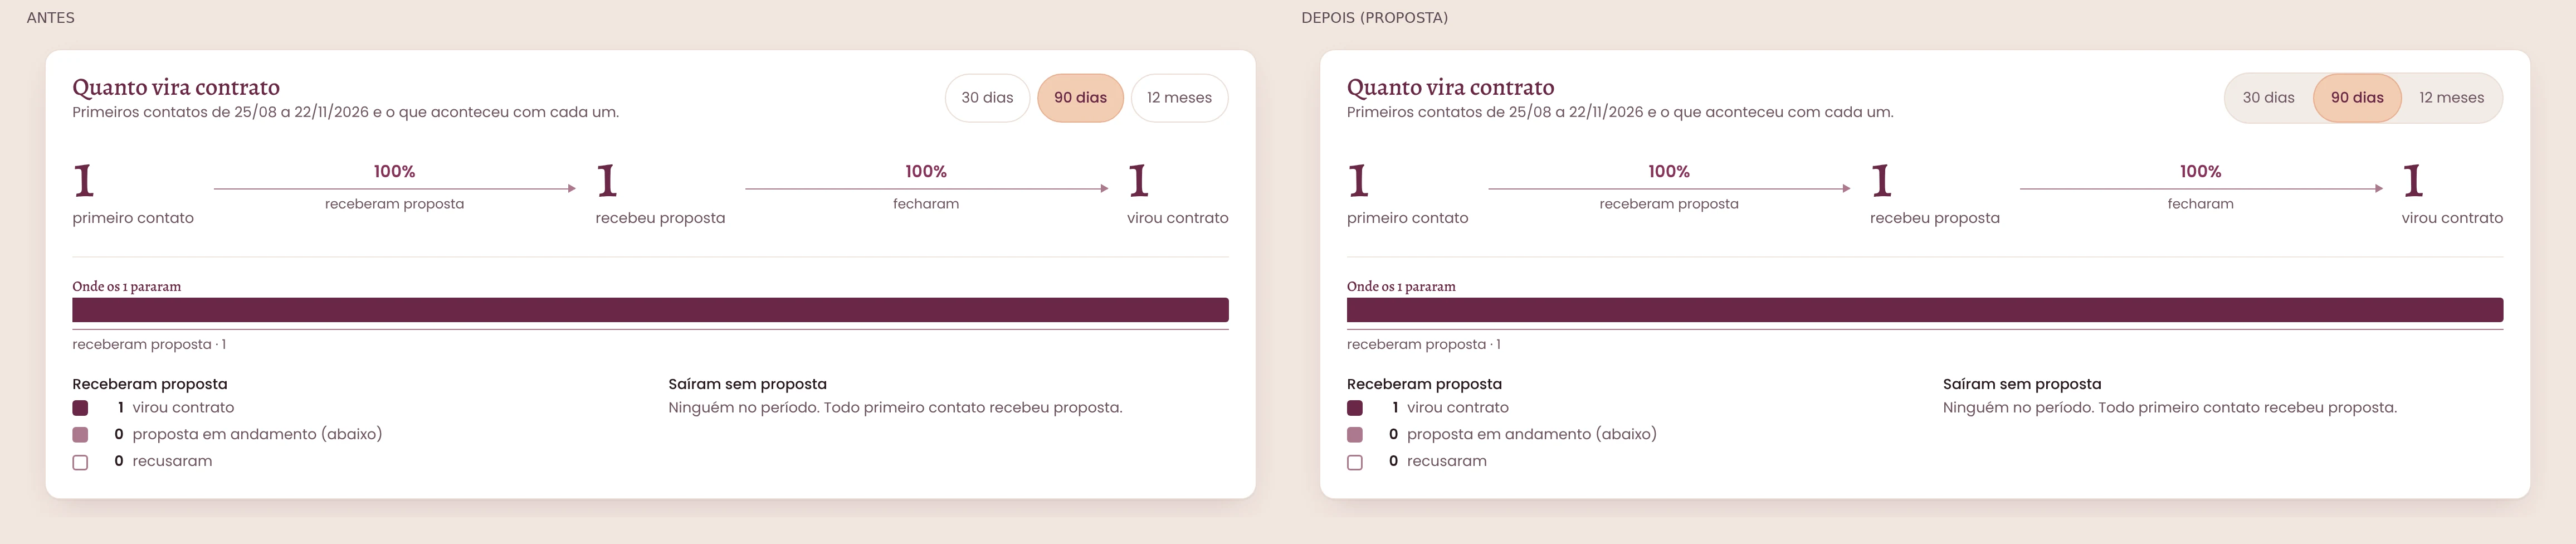 ANTES
Quanto vira contrato
Primeiros contatos de 25/08 a 22/11/2026 e o que aconteceu com cada um.
30 dias
90 dias
12 meses
1
primeiro contato
100%
receberam proposta
1
recebeu proposta
100%
fecharam
1
virou contrato
Onde os 1 pararam
receberam proposta · 1
Receberam proposta
1 virou contrato
0 proposta em andamento (abaixo)
0 recusaram
Saíram sem proposta
Ninguém no período. Todo primeiro contato recebeu proposta.
DEPOIS (PROPOSTA)
Quanto vira contrato
Primeiros contatos de 25/08 a 22/11/2026 e o que aconteceu com cada um.
30 dias
90 dias
12 meses
1
primeiro contato
100%
receberam proposta
1
recebeu proposta
100%
fecharam
1
virou contrato
Onde os 1 pararam
receberam proposta · 1
Receberam proposta
1 virou contrato
0 proposta em andamento (abaixo)
0 recusaram
Saíram sem proposta
Ninguém no período. Todo primeiro contato recebeu proposta.